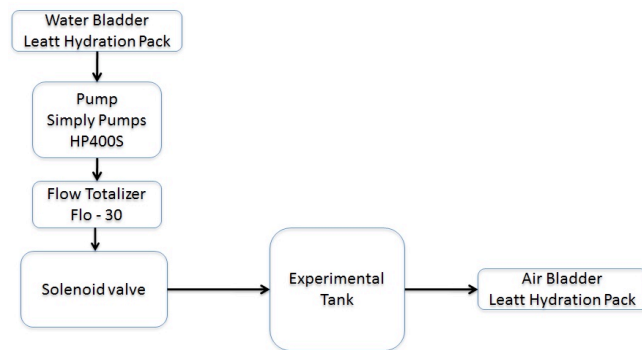 Water Bladder
Leatt Hydration Pack
Pump
Simply Pumps
HP400S
Flow Totalizer
Flo - 30
Solenoid valve
Experimental
Tank
Air Bladder
Leatt Hydration Pack